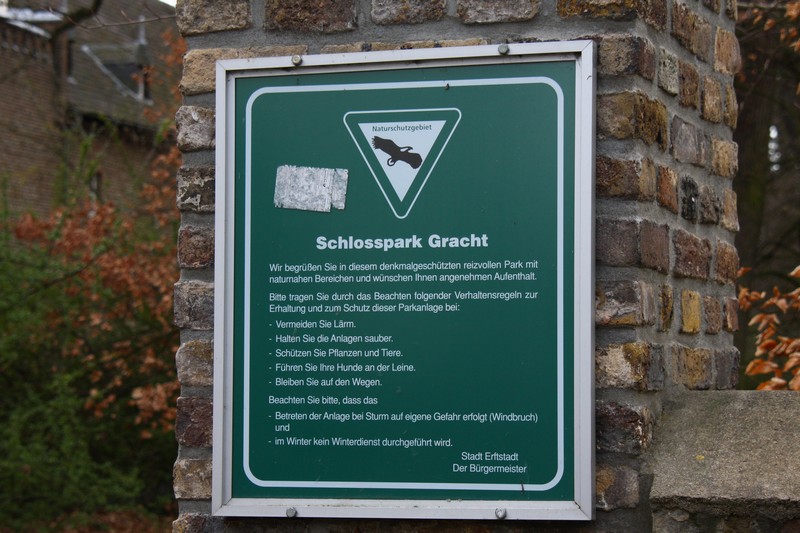 Naturschutzgebiet
Schlosspark Gracht
Wir begrüßen Sie in diesem denkmalgeschützten reizvollen Park mit
naturnahen Bereichen und wünschen Ihnen angenehmen Aufenthalt.
Bitte tragen Sie durch das Beachten folgender Verhaltensregeln zur
Erhaltung und zum Schutz dieser Parkanlage bei:
- Vermeiden Sie Lärm.
- Halten Sie die Anlagen sauber.
- Schützen Sie Pflanzen und Tiere.
- Führen Sie Ihre Hunde an der Leine.
- Bleiben Sie auf den Wegen.
Beachten Sie bitte, dass das
- Betreten der Anlage bei Sturm auf eigene Gefahr erfolgt (Windbruch)
und
- im Winter kein Winterdienst durchgeführt wird.
Stadt Erftstadt
Der Bürgermeister